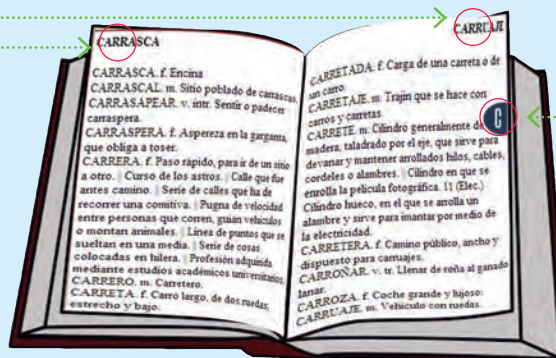 CARRASCA
CARRASCA. f. Encina
CARRASCAL. m. Sitio poblado de carrascas.
CARRASAPEAR. v. intr. Sentir o padecer
carraspera.
CARRASPERA. f. Aspereza en la garganta,
que obliga a toser.
CARRERA. f. Paso rápido, para ir de un sitio
a otro. | Curso de los astros. | Calle que fue
antes camino. | Serie de calles que ha de
recorrer una comitiva. | Pugna de velocidad
entre personas que corren, guían vehículos
o montan animales. | Línea de puntos que se
sueltan en una media. | Serie de cosas
colocadas en hilera. | Profesión adquirida
mediante estudios académicos universitarios.
CARRERO. m. Carretero.
CARRETA. f. Carro largo, de dos ruedas,
estrecho y bajo.
CARRUAJE
CARRETADA. f. Carga de una carreta o de
un carro.
CARRETAJE. m. Trajín que se hace con
carros y carretas.
CARRETE. m. Cilindro generalmente de
madera, taladrado por el eje, que sirve para
devanar y mantener arrollados hilos, cables,
cordeles o alambres. | Cilindro en que se
enrolla la película fotográfica. 11 (Elec.)
Cilindro hueco, en el que se arrolla un
alambre y sirve para imantar por medio de
la electricidad.
CARRETERA. f. Camino público, ancho y
dispuesto para carruajes.
CARROÑAR. v. tr. Llenar de roña al ganado
lanar.
CARROZA. f. Coche grande y lujoso.
CARRUAJE. m. Vehículo con ruedas.
C